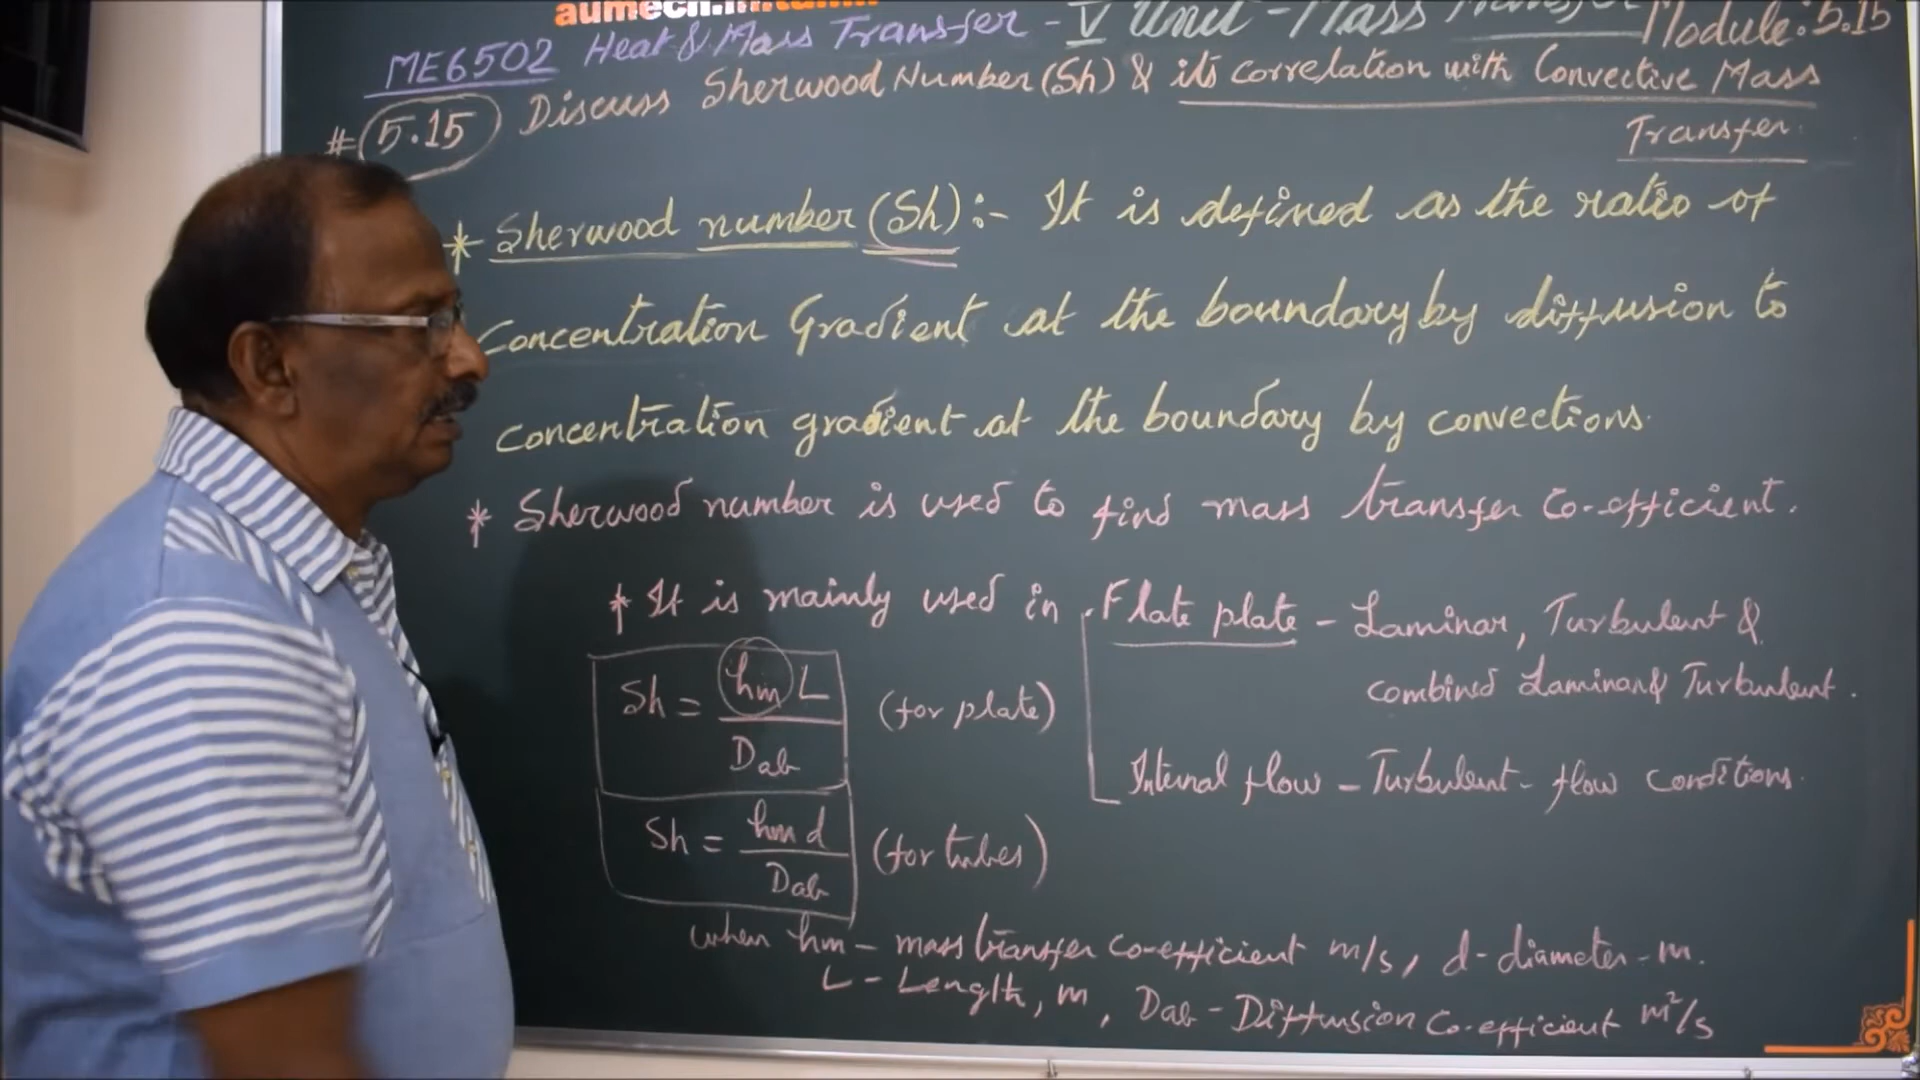 ME6502 Heat & Mass Transfer - V Unit - Mass Transfer Module: 5.15
# 5.15 Discuss Sherwood Number (Sh) & its correlation with Convective Mass
Transfer.
* Sherwood number (Sh) :- It is defined as the ratio of
Concentration Gradient at the boundary by diffusion to
concentration gradient at the boundary by convections.
* Sherwood number is used to find mass transfer Co-efficient.
* It is mainly used in Flate plate - Laminar, Turbulent &
combined Laminar & Turbulent.
Sh = hm L / Dab (for plate)
Internal flow - Turbulent - flow Conditions.
Sh = hm d / Dab (for tubes)
when hm - mass transfer co-efficient m/s, d - diameter - m.
L - Length, m, Dab - Diffusion Co-efficient m²/s